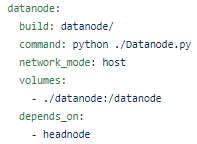 datanode:
  build: datanode/
  command: python ./Datanode.py
  network_mode: host
  volumes:
    - ./datanode:/datanode
  depends_on:
    - headnode